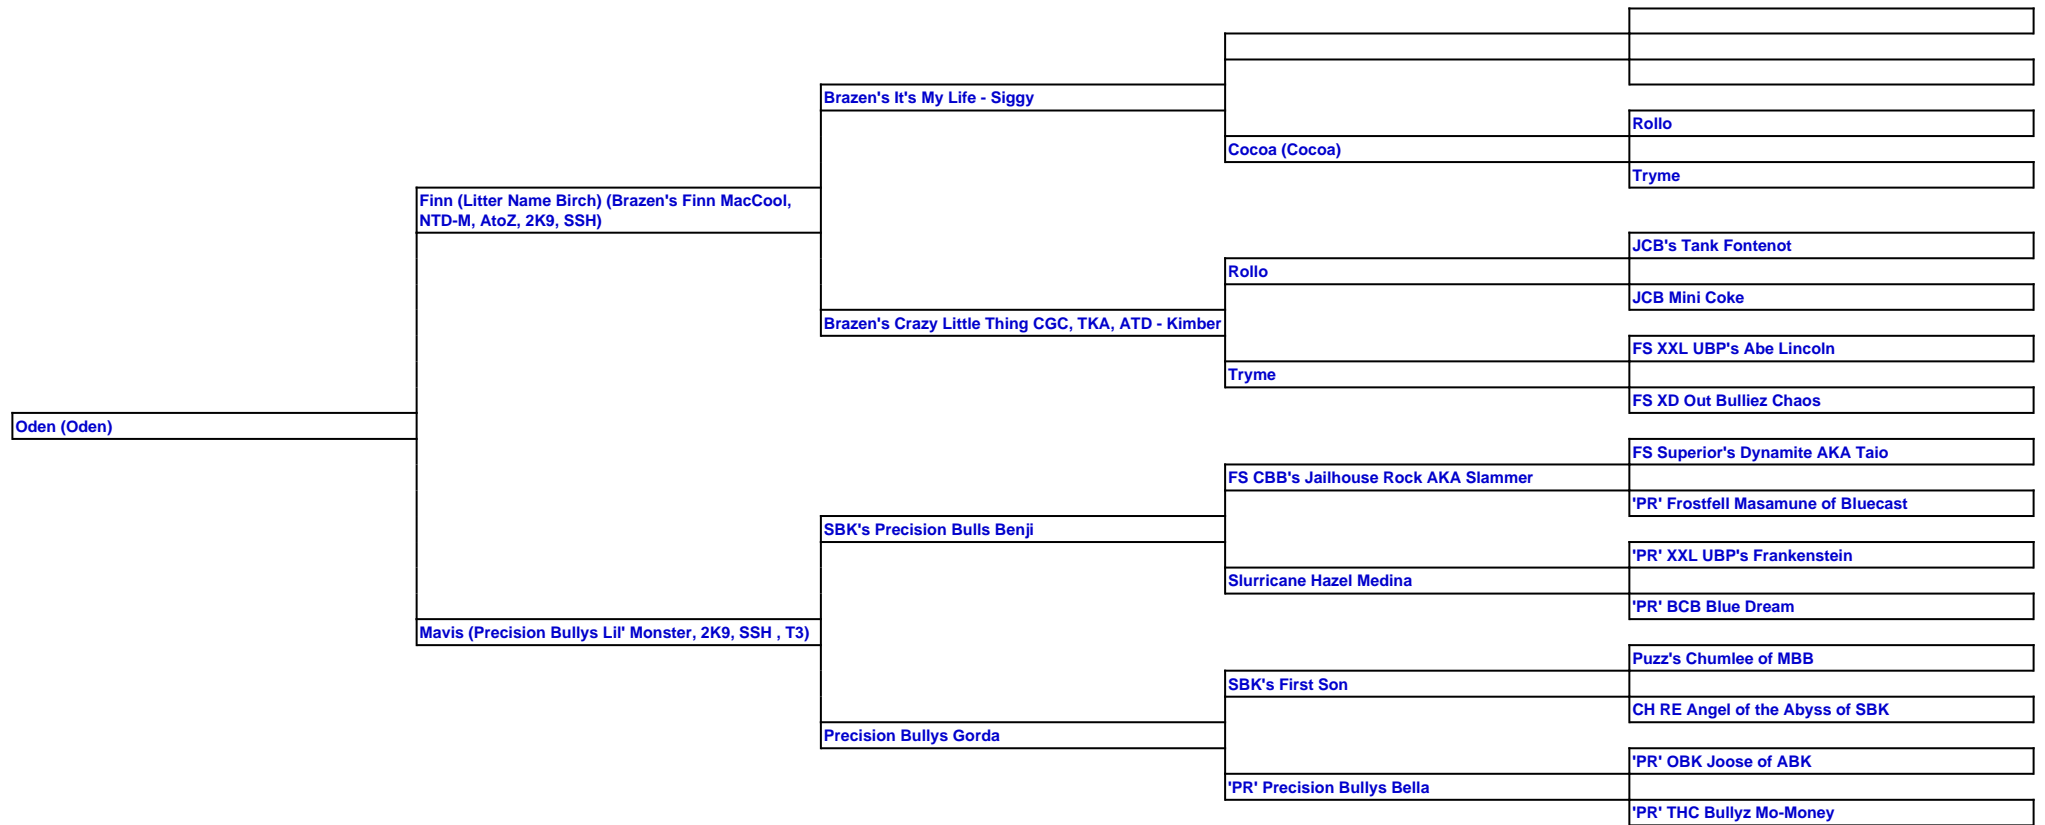 Brazen's It's My Life - Siggy
Rollo
Cocoa (Cocoa)
Tryme
Finn (Litter Name Birch) (Brazen's Finn MacCool,
NTD-M, AtoZ, 2K9, SSH)
JCB's Tank Fontenot
Rollo
JCB Mini Coke
Brazen's Crazy Little Thing CGC, TKA, ATD - Kimber
FS XXL UBP's Abe Lincoln
Tryme
FS XD Out Bulliez Chaos
Oden (Oden)
FS Superior's Dynamite AKA Taio
FS CBB's Jailhouse Rock AKA Slammer
'PR' Frostfell Masamune of Bluecast
SBK's Precision Bulls Benji
'PR' XXL UBP's Frankenstein
Slurricane Hazel Medina
'PR' BCB Blue Dream
Mavis (Precision Bullys Lil' Monster, 2K9, SSH , T3)
Puzz's Chumlee of MBB
SBK's First Son
CH RE Angel of the Abyss of SBK
Precision Bullys Gorda
'PR' OBK Joose of ABK
'PR' Precision Bullys Bella
'PR' THC Bullyz Mo-Money